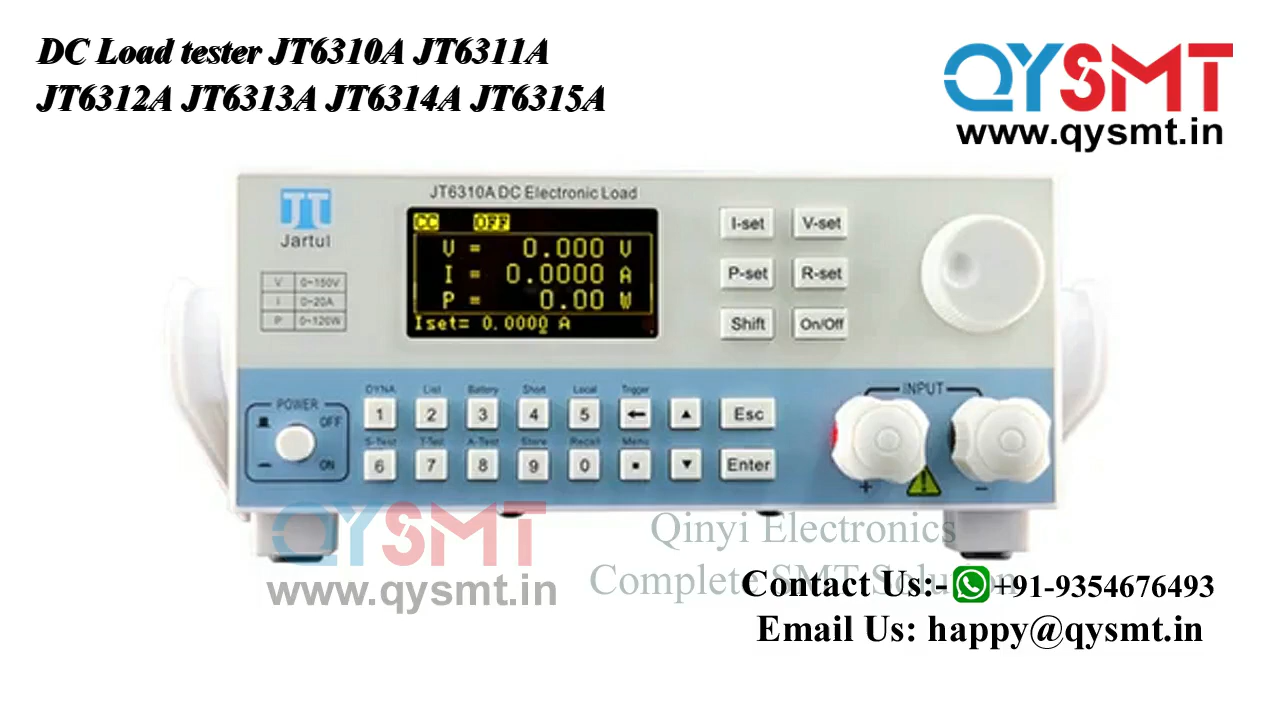 DC Load tester JT6310A JT6311A
JT6312A JT6313A JT6314A JT6315A
QYSMT
www.qysmt.in
JT
Jartul
JT6310A DC Electronic Load
V 0~150V
I 0~20A
P 0~120W
CC OFF
V = 0.000 V
I = 0.0000 A
P = 0.00 W
Iset= 0.0000 A
I-set V-set
P-set R-set
Shift On/Off
POWER
OFF
ON
DYNA List Battery Short Local Trigger
1 2 3 4 5 ← ▲ Esc
S-Test T-Test A-Test Store Recall Menu
6 7 8 9 0 ▪ ▼ Enter
INPUT
+ ! −
QYSMT
www.qysmt.in
Qinyi Electronics
Complete SMT Solution
Contact Us:- +91-9354676493
Email Us: happy@qysmt.in